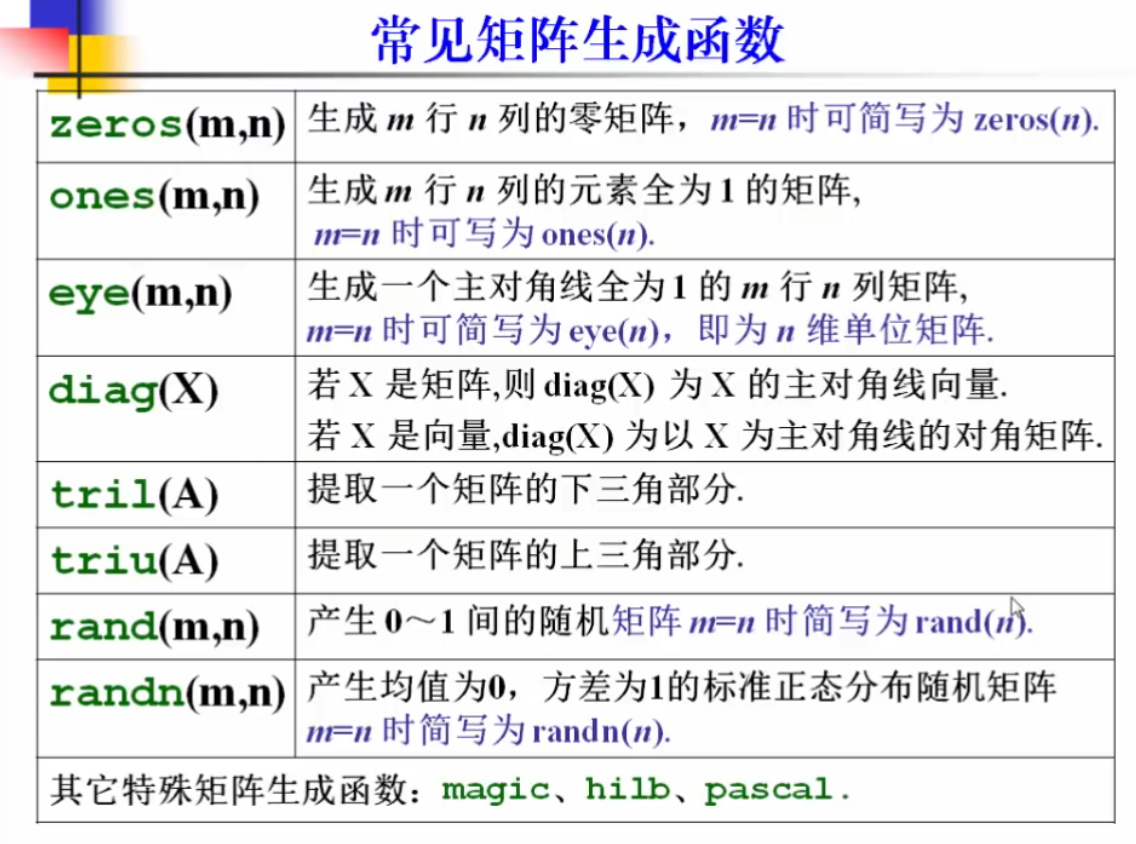 常见矩阵生成函数
zeros(m,n) 生成 m 行 n 列的零矩阵，m=n 时可简写为 zeros(n).
ones(m,n) 生成 m 行 n 列的元素全为 1 的矩阵,
m=n 时可写为 ones(n).
eye(m,n) 生成一个主对角线全为 1 的 m 行 n 列矩阵,
m=n 时可简写为 eye(n)，即为 n 维单位矩阵.
diag(X) 若 X 是矩阵,则 diag(X) 为 X 的主对角线向量.
若 X 是向量,diag(X) 为以 X 为主对角线的对角矩阵.
tril(A) 提取一个矩阵的下三角部分.
triu(A) 提取一个矩阵的上三角部分.
rand(m,n) 产生 0～1 间的随机矩阵 m=n 时简写为 rand(n).
randn(m,n) 产生均值为0，方差为1的标准正态分布随机矩阵
m=n 时简写为 randn(n).
其它特殊矩阵生成函数：magic、hilb、pascal.